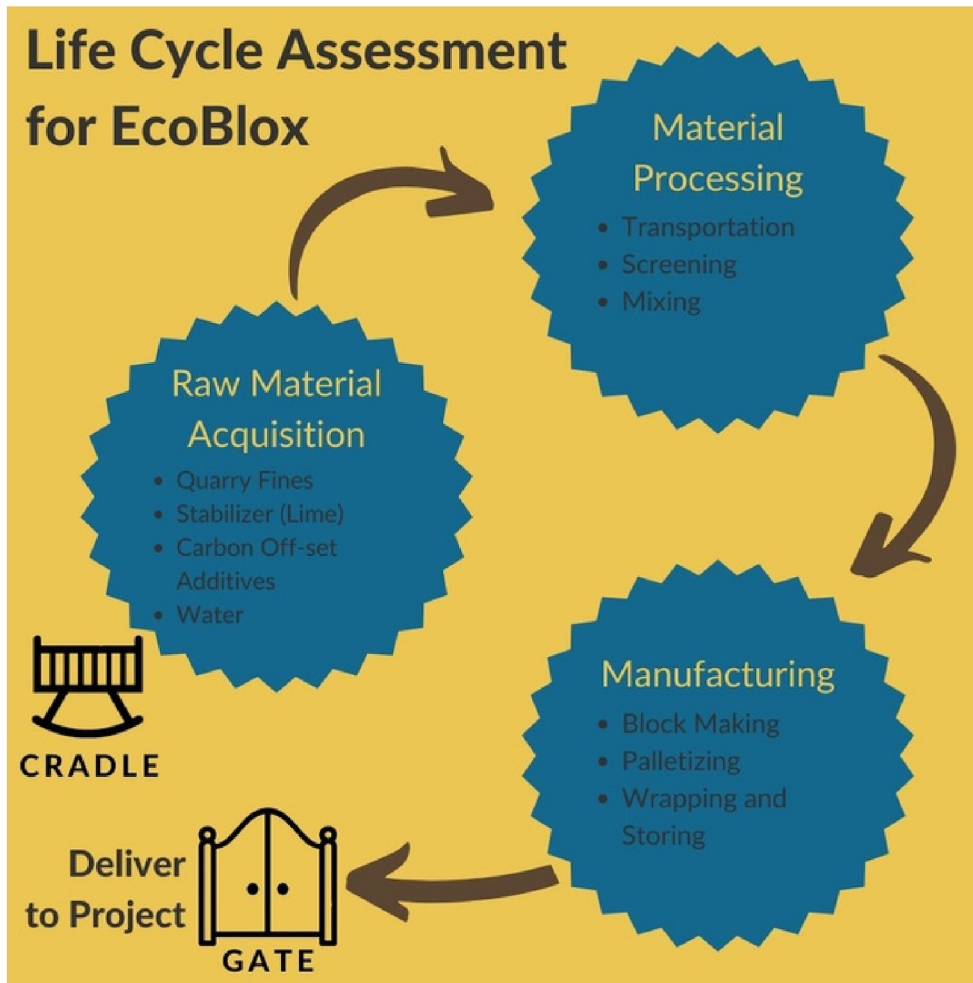 Life Cycle Assessment
for EcoBlox
Raw Material
Acquisition
• Quarry Fines
• Stabilizer (Lime)
• Carbon Off-set
Additives
• Water
Material
Processing
• Transportation
• Screening
• Mixing
Manufacturing
• Block Making
• Palletizing
• Wrapping and
Storing
CRADLE
Deliver
to Project
GATE